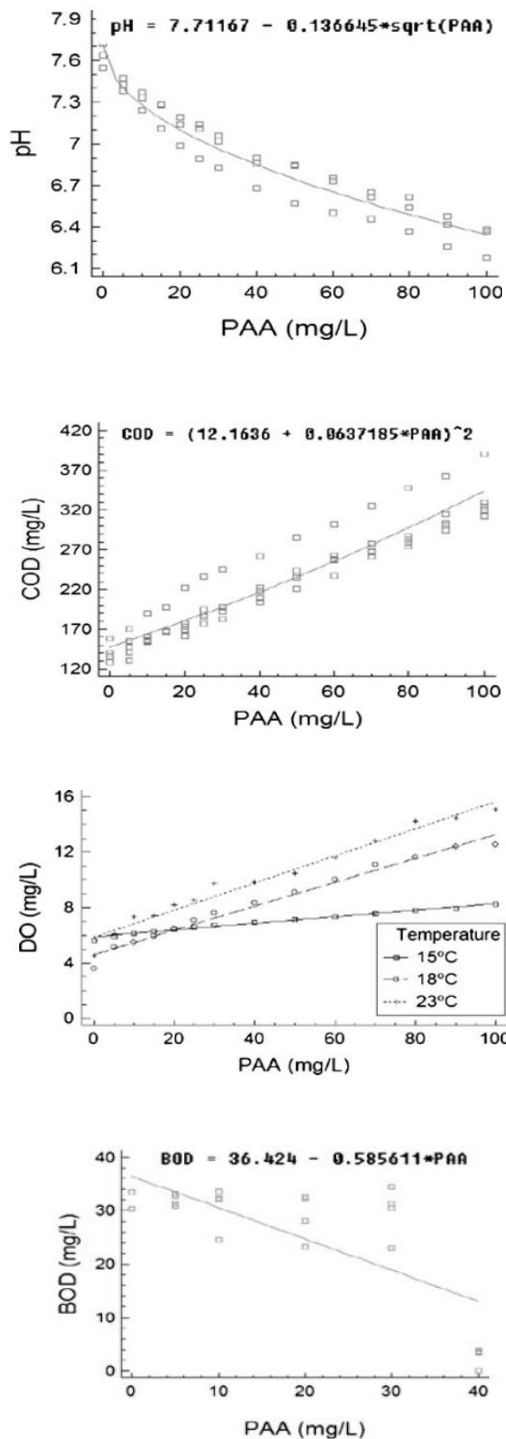 pH = 7.71167 - 0.136645*sqrt(PAA)
7.9
7.6
7.3
7
6.7
6.4
6.1
pH
0 20 40 60 80 100
PAA (mg/L)
COD = (12.1636 + 0.0637185*PAA)^2
420
370
320
270
220
170
120
COD (mg/L)
0 20 40 60 80 100
PAA (mg/L)
16
12
8
4
0
DO (mg/L)
Temperature
15ºC
18ºC
23ºC
0 20 40 60 80 100
PAA (mg/L)
BOD = 36.424 - 0.585611*PAA
40
30
20
10
0
BOD (mg/L)
0 10 20 30 40
PAA (mg/L)